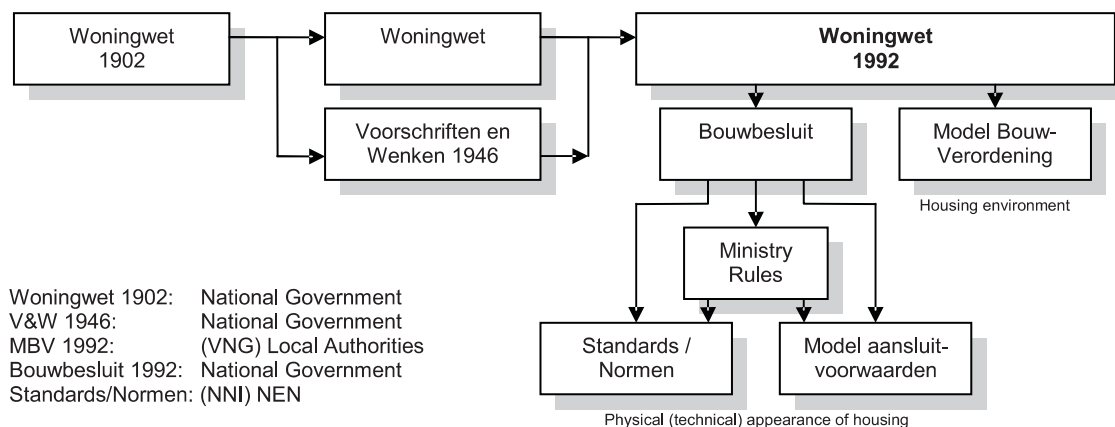 Woningwet
1902
Woningwet
Woningwet
1992
Voorschriften en
Wenken 1946
Bouwbesluit
Model Bouw-
Verordening
Housing environment
Ministry
Rules
Standards /
Normen
Model aansluit-
voorwaarden
Physical (technical) appearance of housing
Woningwet 1902: National Government
V&W 1946: National Government
MBV 1992: (VNG) Local Authorities
Bouwbesluit 1992: National Government
Standards/Normen: (NNI) NEN